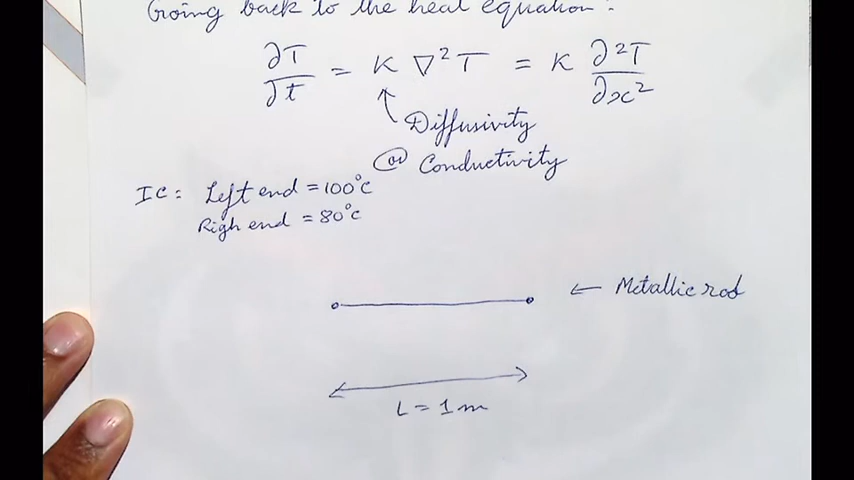 Going back to the heat equation:
∂T/∂t = K ∇²T = K ∂²T/∂x²
Diffusivity
or Conductivity
IC: Left end = 100°C
Righ end = 80°C
← Metallic rod
L = 1m